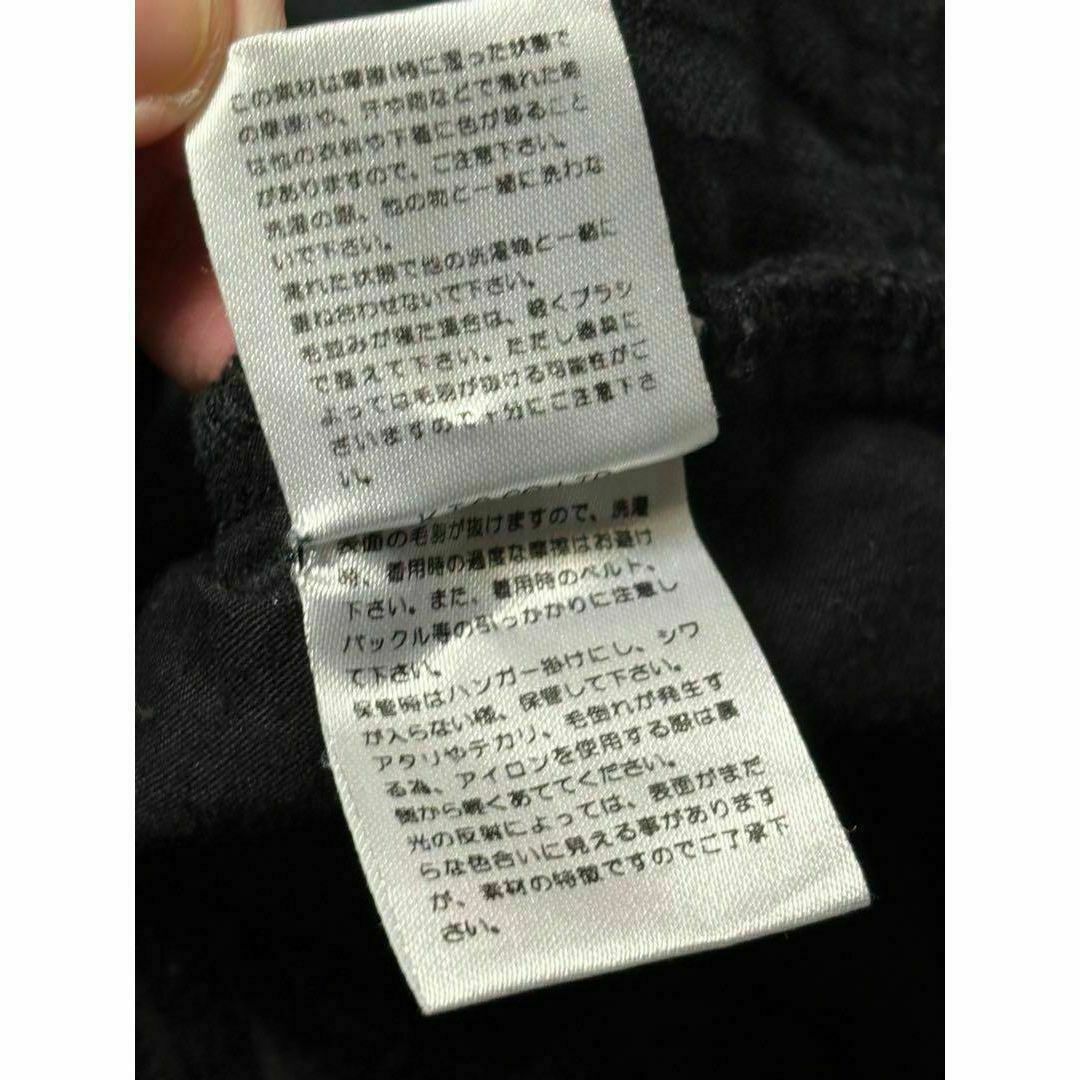 この素材は摩擦(特に湿った状態で
の摩擦)や、汗や雨などで濡れた際
は他の衣料や下着に色が移ること
がありますので、ご注意下さい。
洗濯の際、他の物と一緒に洗わな
いで下さい。
濡れた状態で他の洗濯物と一緒に
重ね合わせないで下さい。
毛並みが寝た場合は、軽くブラシ
で整えて下さい。ただし器具に
よっては毛羽が抜ける可能性がご
ざいますので十分にご注意下さ
い。
表面の毛羽が抜けますので、洗濯
時、着用時の過度な摩擦はお避け
下さい。また、着用時のベルト、
バックル等の引っかかりに注意し
て下さい。
保管時はハンガー掛けにし、シワ
が入らない様、保管して下さい。
アタリやテカリ、毛倒れが発生す
る為、アイロンを使用する際は裏
側から軽くあててください。
光の反射によっては、表面がまだ
らな色合いに見える事があります
が、素材の特徴ですのでご了承下
さい。